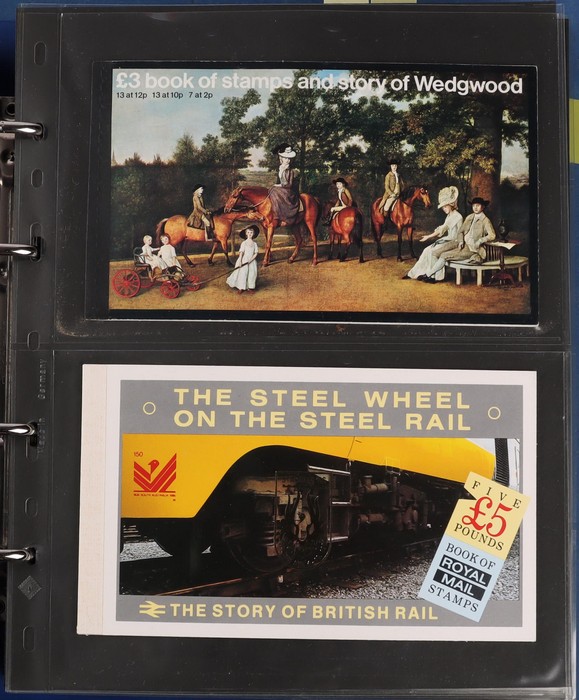 £3 book of stamps and story of Wedgwood
13 at 12p 13 at 10p 7 at 2p
THE STEEL WHEEL
ON THE STEEL RAIL
150
FIVE
£5
POUNDS
BOOK OF
ROYAL
MAIL
STAMPS
THE STORY OF BRITISH RAIL
Germany